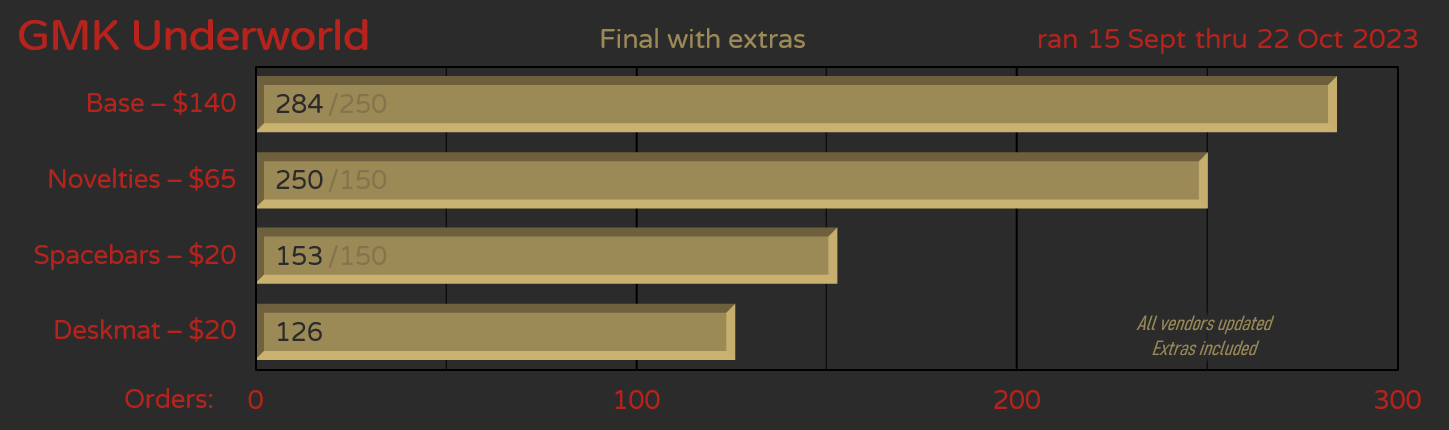 GMK Underworld
Final with extras
ran 15 Sept thru 22 Oct 2023
Base – $140
284 /250
Novelties – $65
250 /150
Spacebars – $20
153 /150
Deskmat – $20
126
All vendors updated
Extras included
Orders: 0 100 200 300